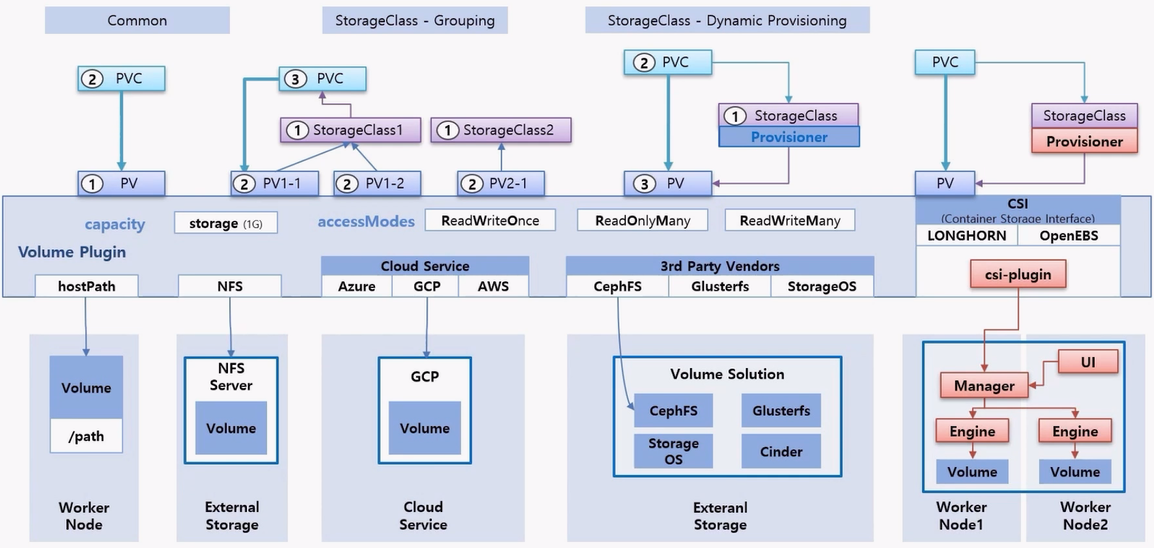 Common
StorageClass - Grouping
StorageClass - Dynamic Provisioning
2 PVC
3 PVC
2 PVC
PVC
1 StorageClass1
1 StorageClass2
1 StorageClass
Provisioner
StorageClass
Provisioner
1 PV
2 PV1-1
2 PV1-2
2 PV2-1
3 PV
PV
capacity
storage (1G)
accessModes
ReadWriteOnce
ReadOnlyMany
ReadWriteMany
CSI
(Container Storage Interface)
LONGHORN
OpenEBS
csi-plugin
Volume Plugin
hostPath
NFS
Cloud Service
Azure
GCP
AWS
3rd Party Vendors
CephFS
Glusterfs
StorageOS
Volume
/path
Worker
Node
NFS
Server
Volume
External
Storage
GCP
Volume
Cloud
Service
Volume Solution
CephFS
Glusterfs
Storage
OS
Cinder
Exteranl
Storage
UI
Manager
Engine
Engine
Volume
Volume
Worker
Node1
Worker
Node2